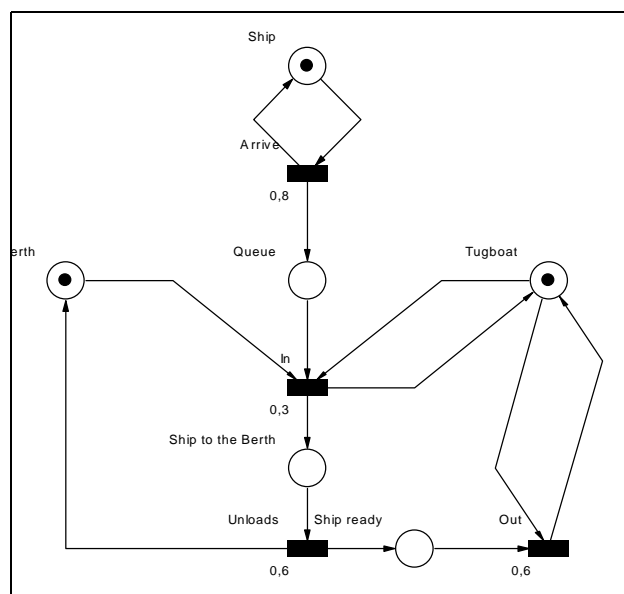 Ship
Arrive
0,8
erth
Queue
Tugboat
In
0,3
Ship to the Berth
Unloads
Ship ready
Out
0,6
0,6